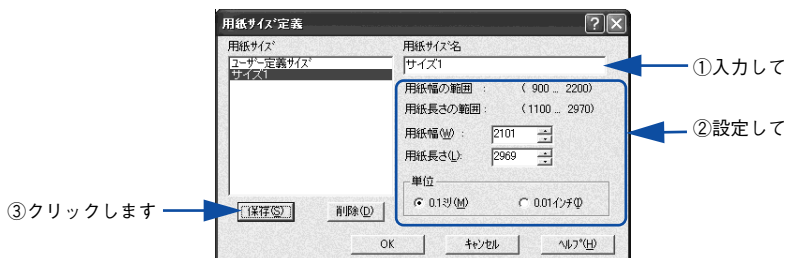 用紙サイズ定義
用紙サイズ
ユーザー定義サイズ
サイズ1
用紙サイズ名
サイズ1
①入力して
用紙幅の範囲 : ( 900 ... 2200)
用紙長さの範囲 : (1100 ... 2970)
用紙幅(W) : 2101
用紙長さ(L): 2969
②設定して
単位
0.1ミリ(M) 0.01インチ(I)
③クリックします
保存(S) 削除(D)
OK キャンセル ヘルプ(H)